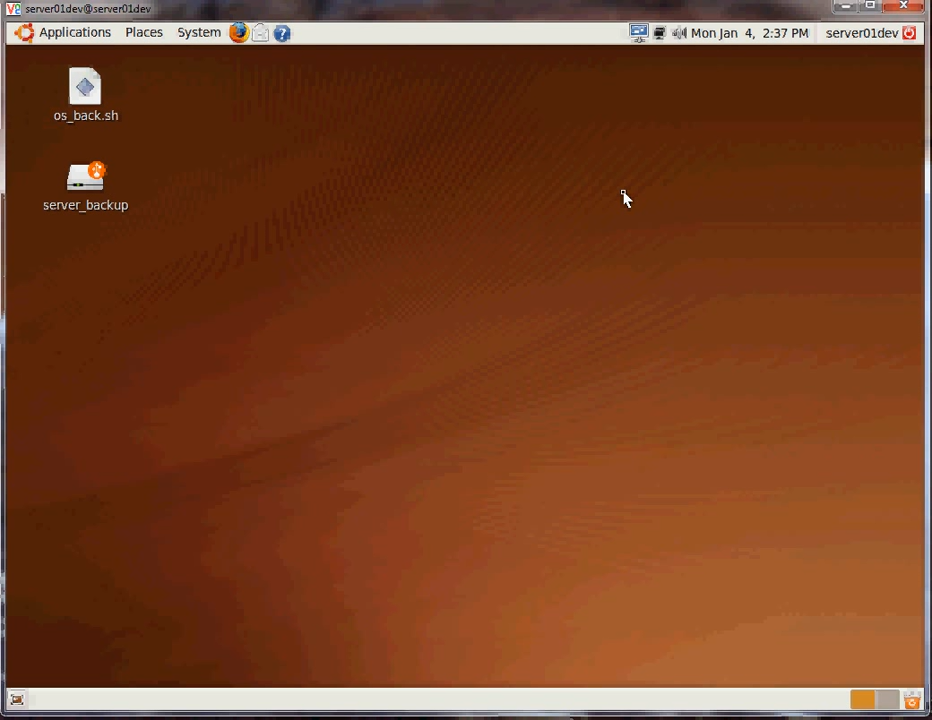 server01dev@server01dev
Applications Places System Mon Jan 4, 2:37 PM server01dev
os_back.sh
server_backup